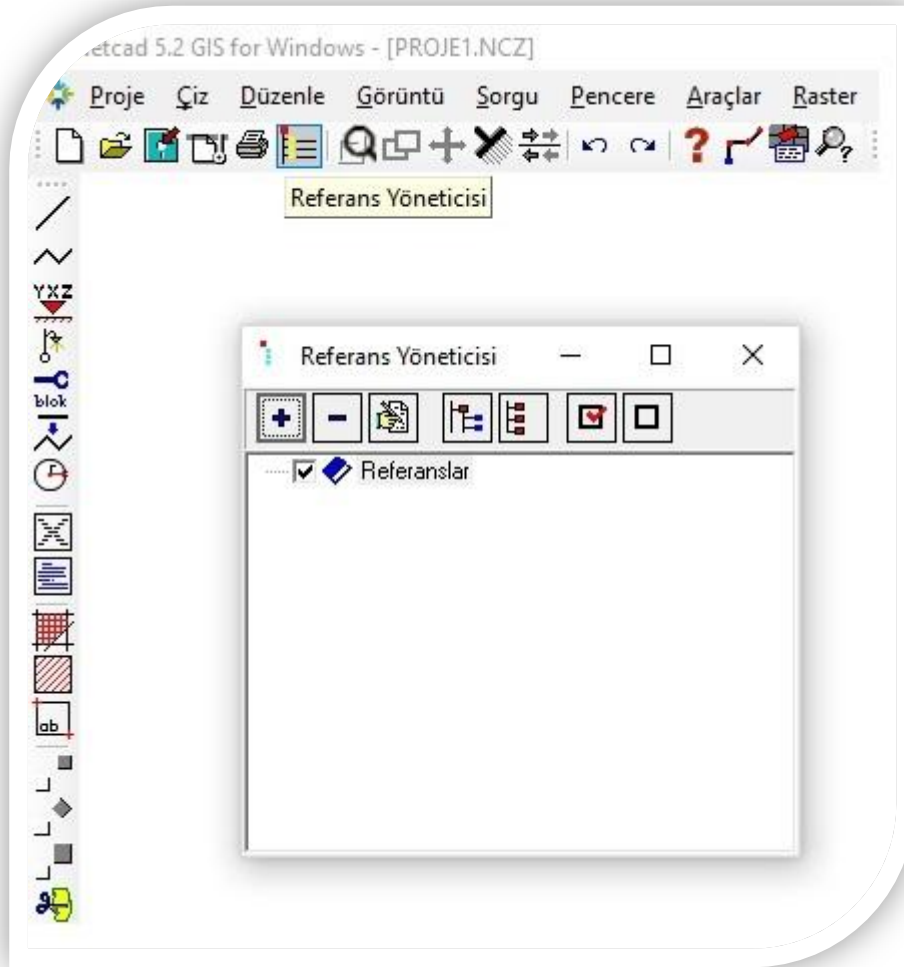 etcad 5.2 GIS for Windows - [PROJE1.NCZ]
Proje Çiz Düzenle Görüntü Sorgu Pencere Araçlar Raster
Referans Yöneticisi
YXZ
blok
ab
Referans Yöneticisi
Referanslar